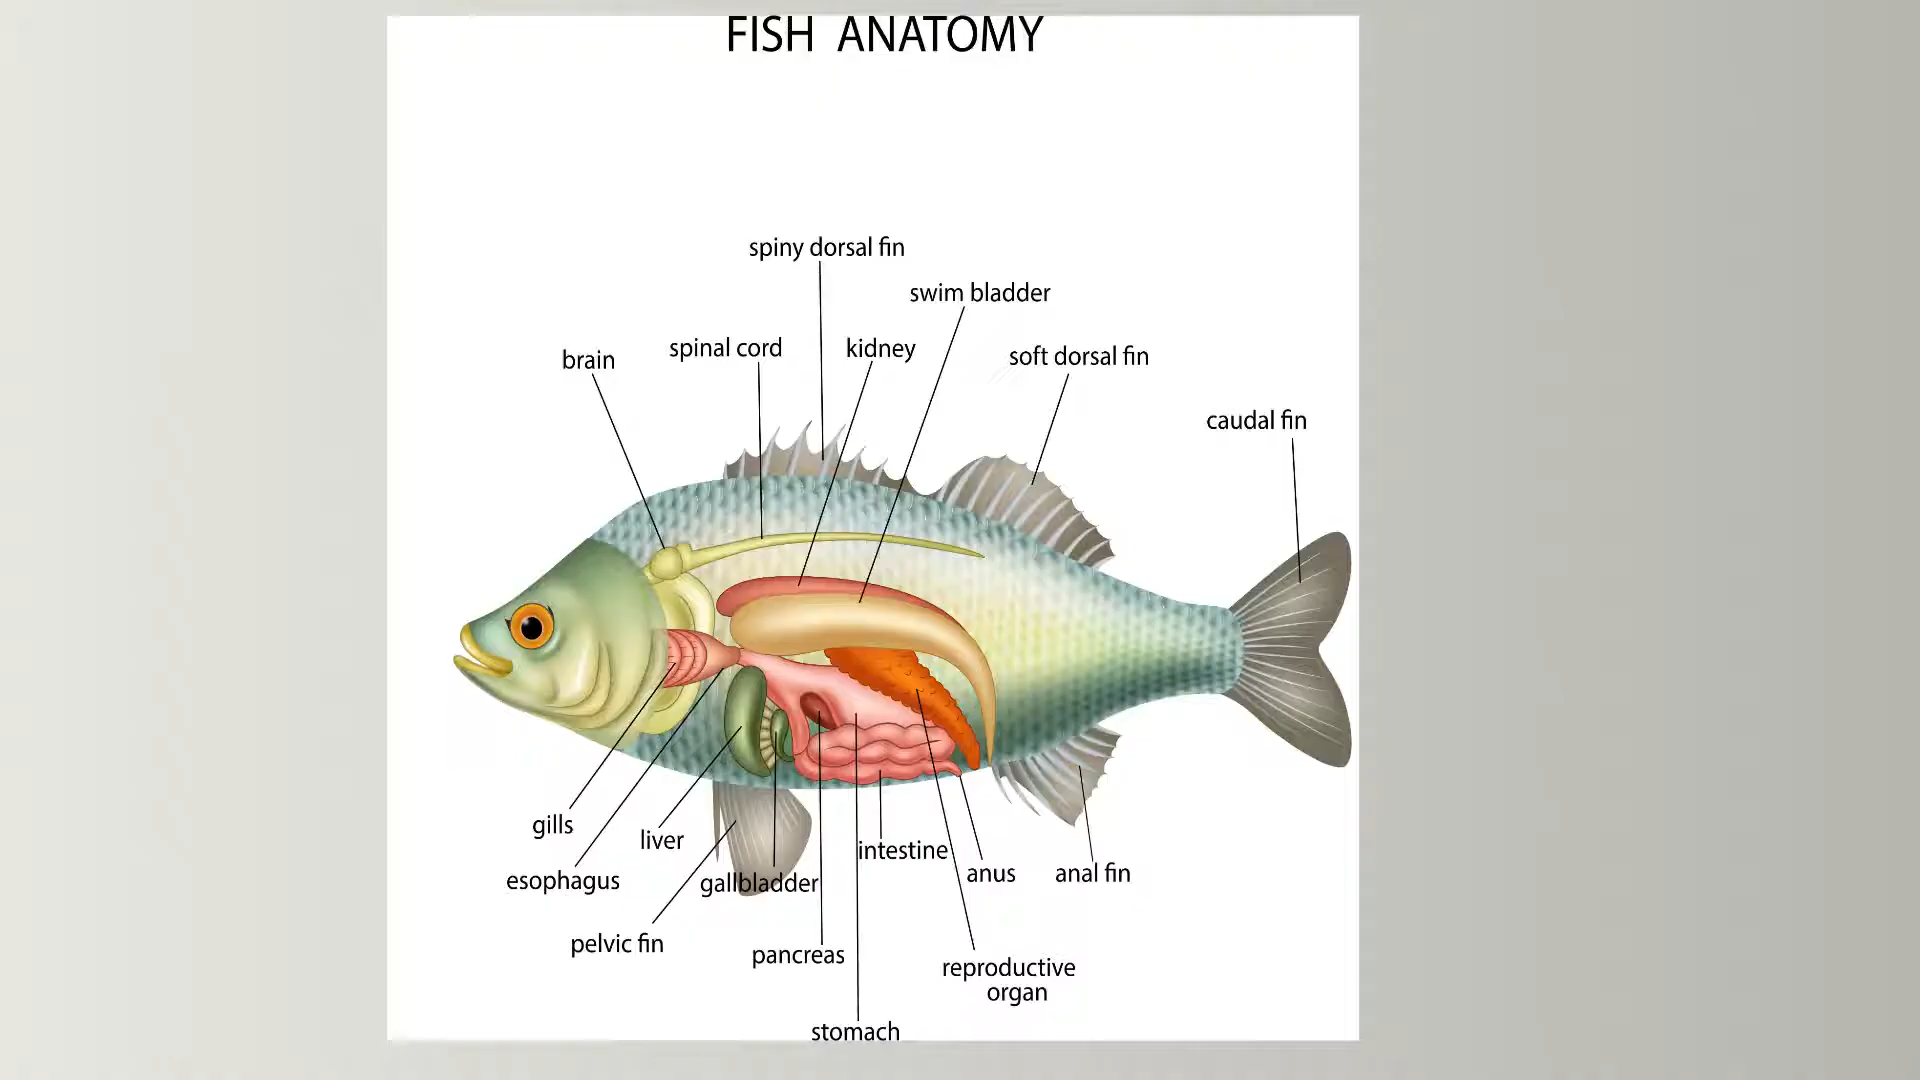 FISH ANATOMY
spiny dorsal fin
swim bladder
spinal cord
kidney
brain
soft dorsal fin
caudal fin
gills
liver
intestine
esophagus
gallbladder
anus
anal fin
pelvic fin
pancreas
reproductive
organ
stomach